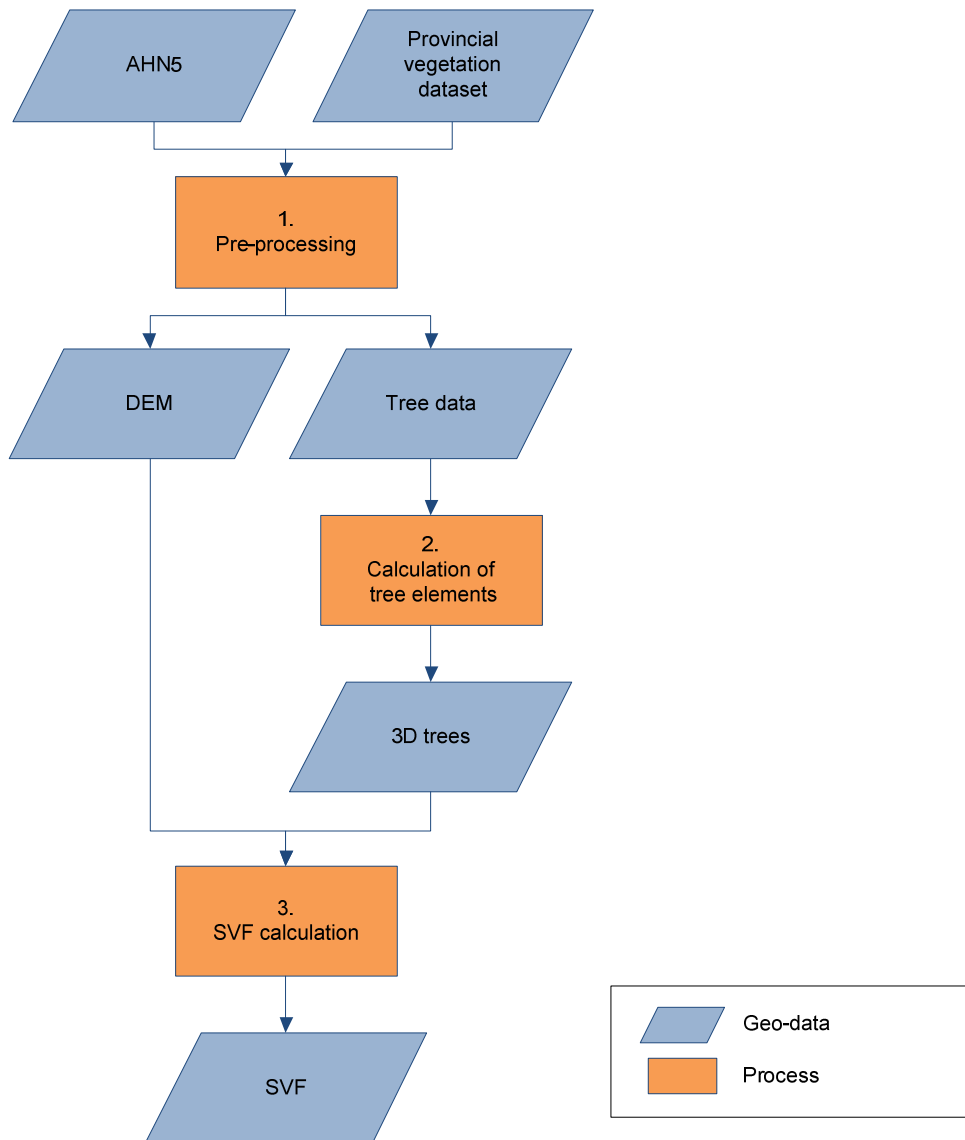 AHN5
Provincial
vegetation
dataset
1.
Pre-processing
DEM
Tree data
2.
Calculation of
tree elements
3D trees
3.
SVF calculation
SVF
Geo-data
Process